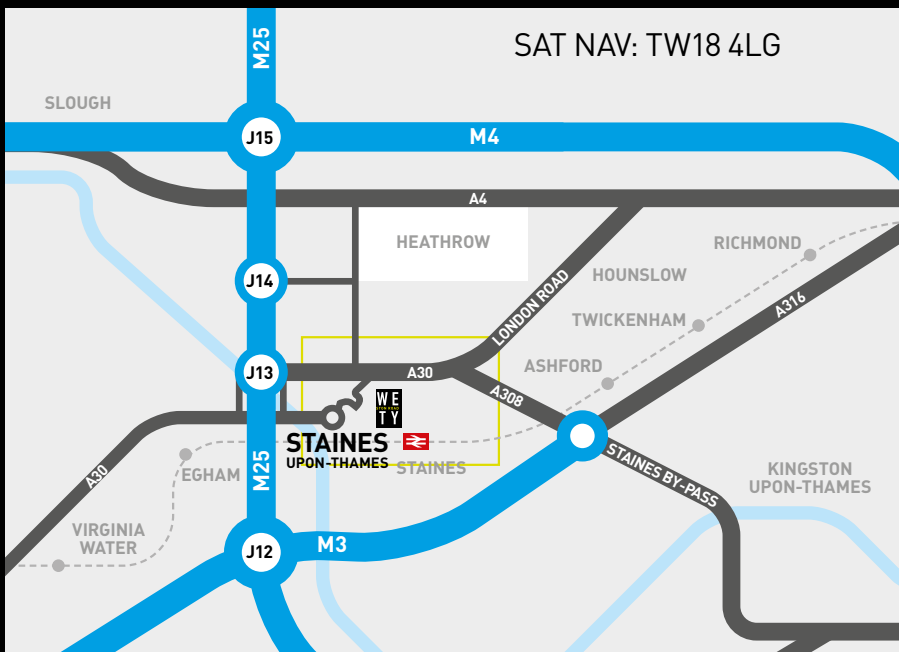 SAT NAV: TW18 4LG
M25
SLOUGH
J15
M4
A4
HEATHROW
RICHMOND
J14
HOUNSLOW
LONDON ROAD
A316
TWICKENHAM
J13
A30
ASHFORD
A308
WE
TY
STAINES
UPON-THAMES
STAINES
STAINES BY-PASS
KINGSTON
UPON-THAMES
A30
EGHAM
M25
VIRGINIA
WATER
J12
M3